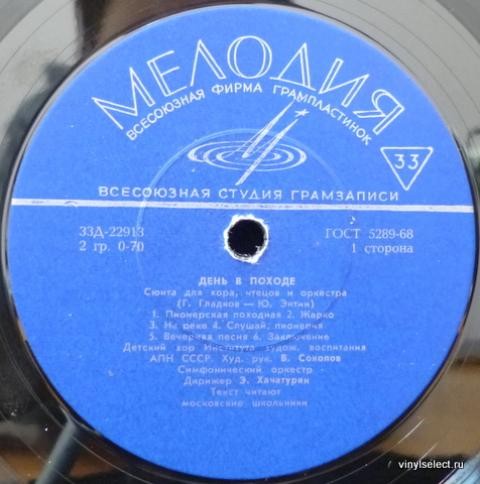 МЕЛОДИЯ
ВСЕСОЮЗНАЯ ФИРМА ГРАМПЛАСТИНОК
33
ВСЕСОЮЗНАЯ СТУДИЯ ГРАМЗАПИСИ
33Д-22913
2 гр. 0-70
ГОСТ 5289-68
1 сторона
ДЕНЬ В ПОХОДЕ
Сюита для хора, чтецов и оркестра
(Г. Гладков — Ю. Энтин)
1. Пионерская походная 2. Жарко
3. На реке 4. Слушай, пионерия
5. Вечерняя песня 6. Заключение
Детский хор Института худож. воспитания
АПН СССР. Худ. рук. В. Соколов
Симфонический оркестр
Дирижер Э. Хачатурян
Текст читают
московские школьники
vinylselect.ru